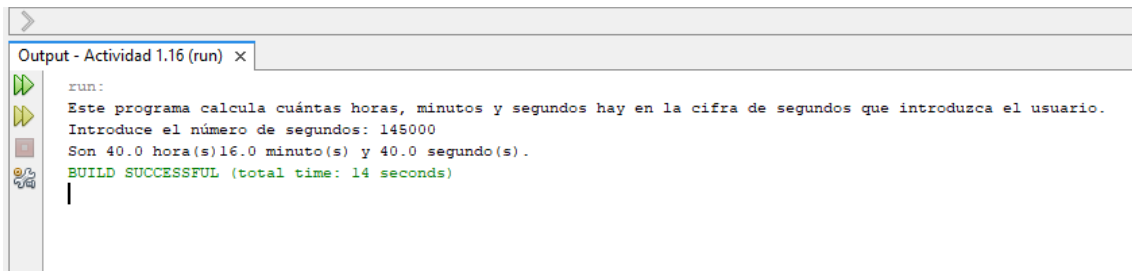 Output - Actividad 1.16 (run) ×
run:
Este programa calcula cuántas horas, minutos y segundos hay en la cifra de segundos que introduzca el usuario.
Introduce el número de segundos: 145000
Son 40.0 hora(s)16.0 minuto(s) y 40.0 segundo(s).
BUILD SUCCESSFUL (total time: 14 seconds)